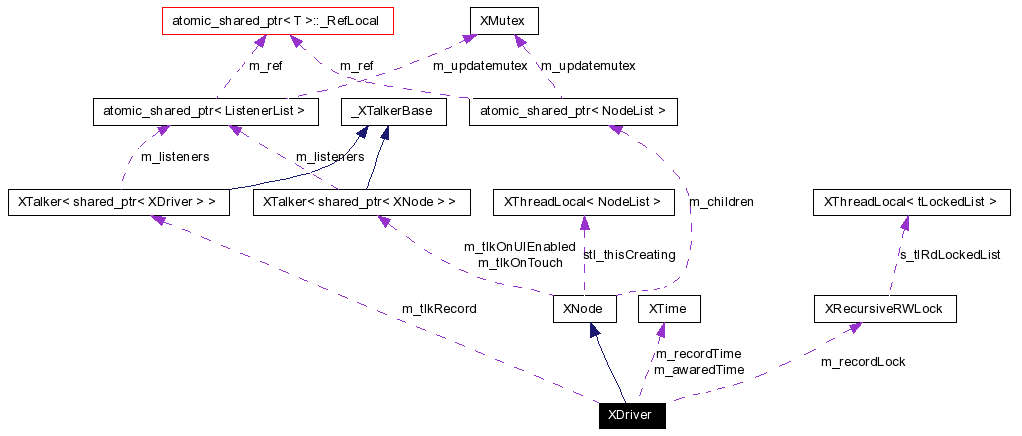 atomic_shared_ptr< T >::_RefLocal
XMutex
m_ref
m_ref
m_updatemutex
m_updatemutex
atomic_shared_ptr< ListenerList >
_XTalkerBase
atomic_shared_ptr< NodeList >
m_listeners
m_listeners
XTalker< shared_ptr< XDriver > >
XTalker< shared_ptr< XNode > >
XThreadLocal< NodeList >
m_children
XThreadLocal< tLockedList >
m_tlkOnUIEnabled
m_tlkOnTouch
stl_thisCreating
s_tlRdLockedList
m_tlkRecord
XNode
XTime
XRecursiveRWLock
m_recordTime
m_awaredTime
m_recordLock
XDriver